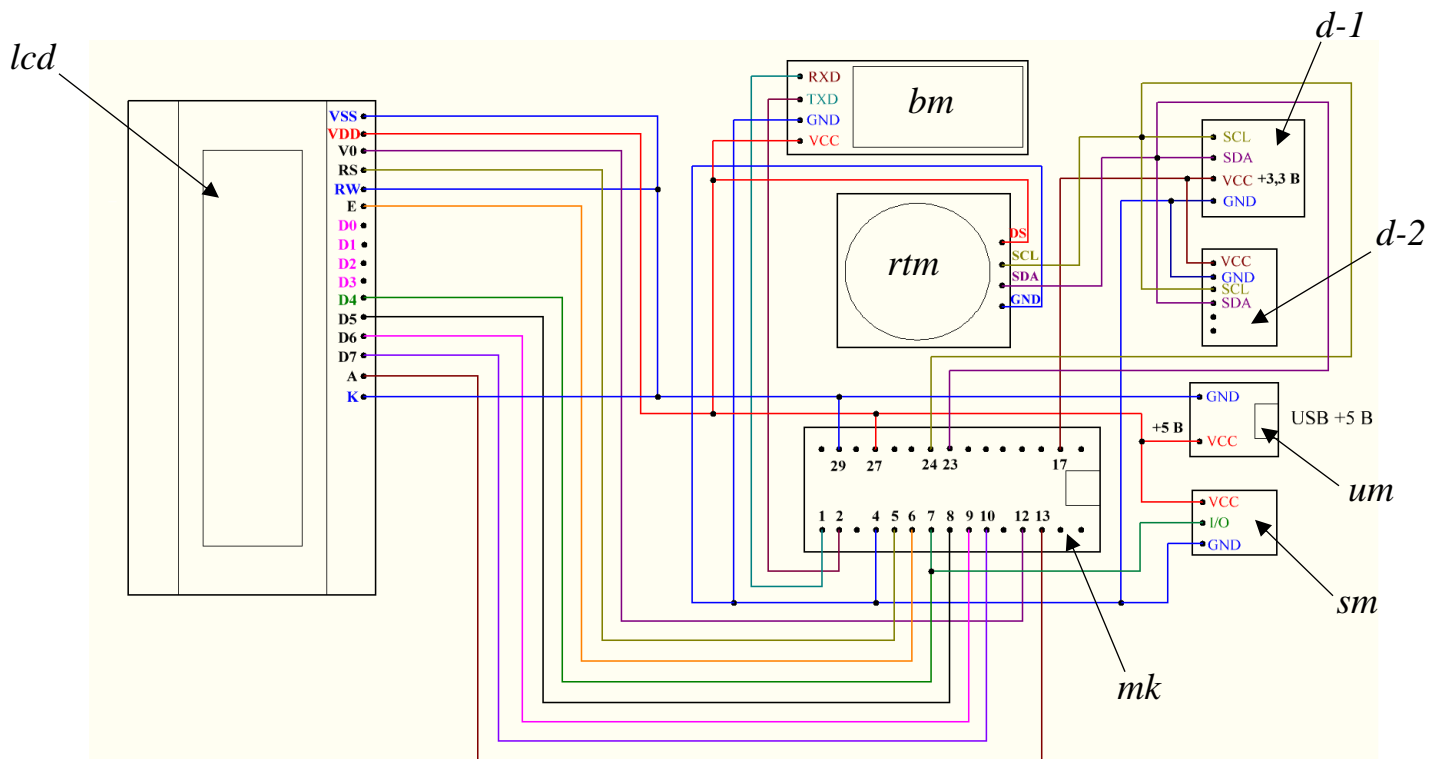 lcd
d-1
VSS
VDD
V0
RS
RW
E
D0
D1
D2
D3
D4
D5
D6
D7
A
K
RXD
TXD
GND
VCC
bm
rtm
DS
SCL
SDA
GND
SCL
SDA
VCC +3,3 В
GND
d-2
VCC
GND
SCL
SDA
GND
+5 В VCC
USB +5 В
um
29 27 24 23 17
1 2 4 5 6 7 8 9 10 12 13
VCC
I/O
GND
sm
mk